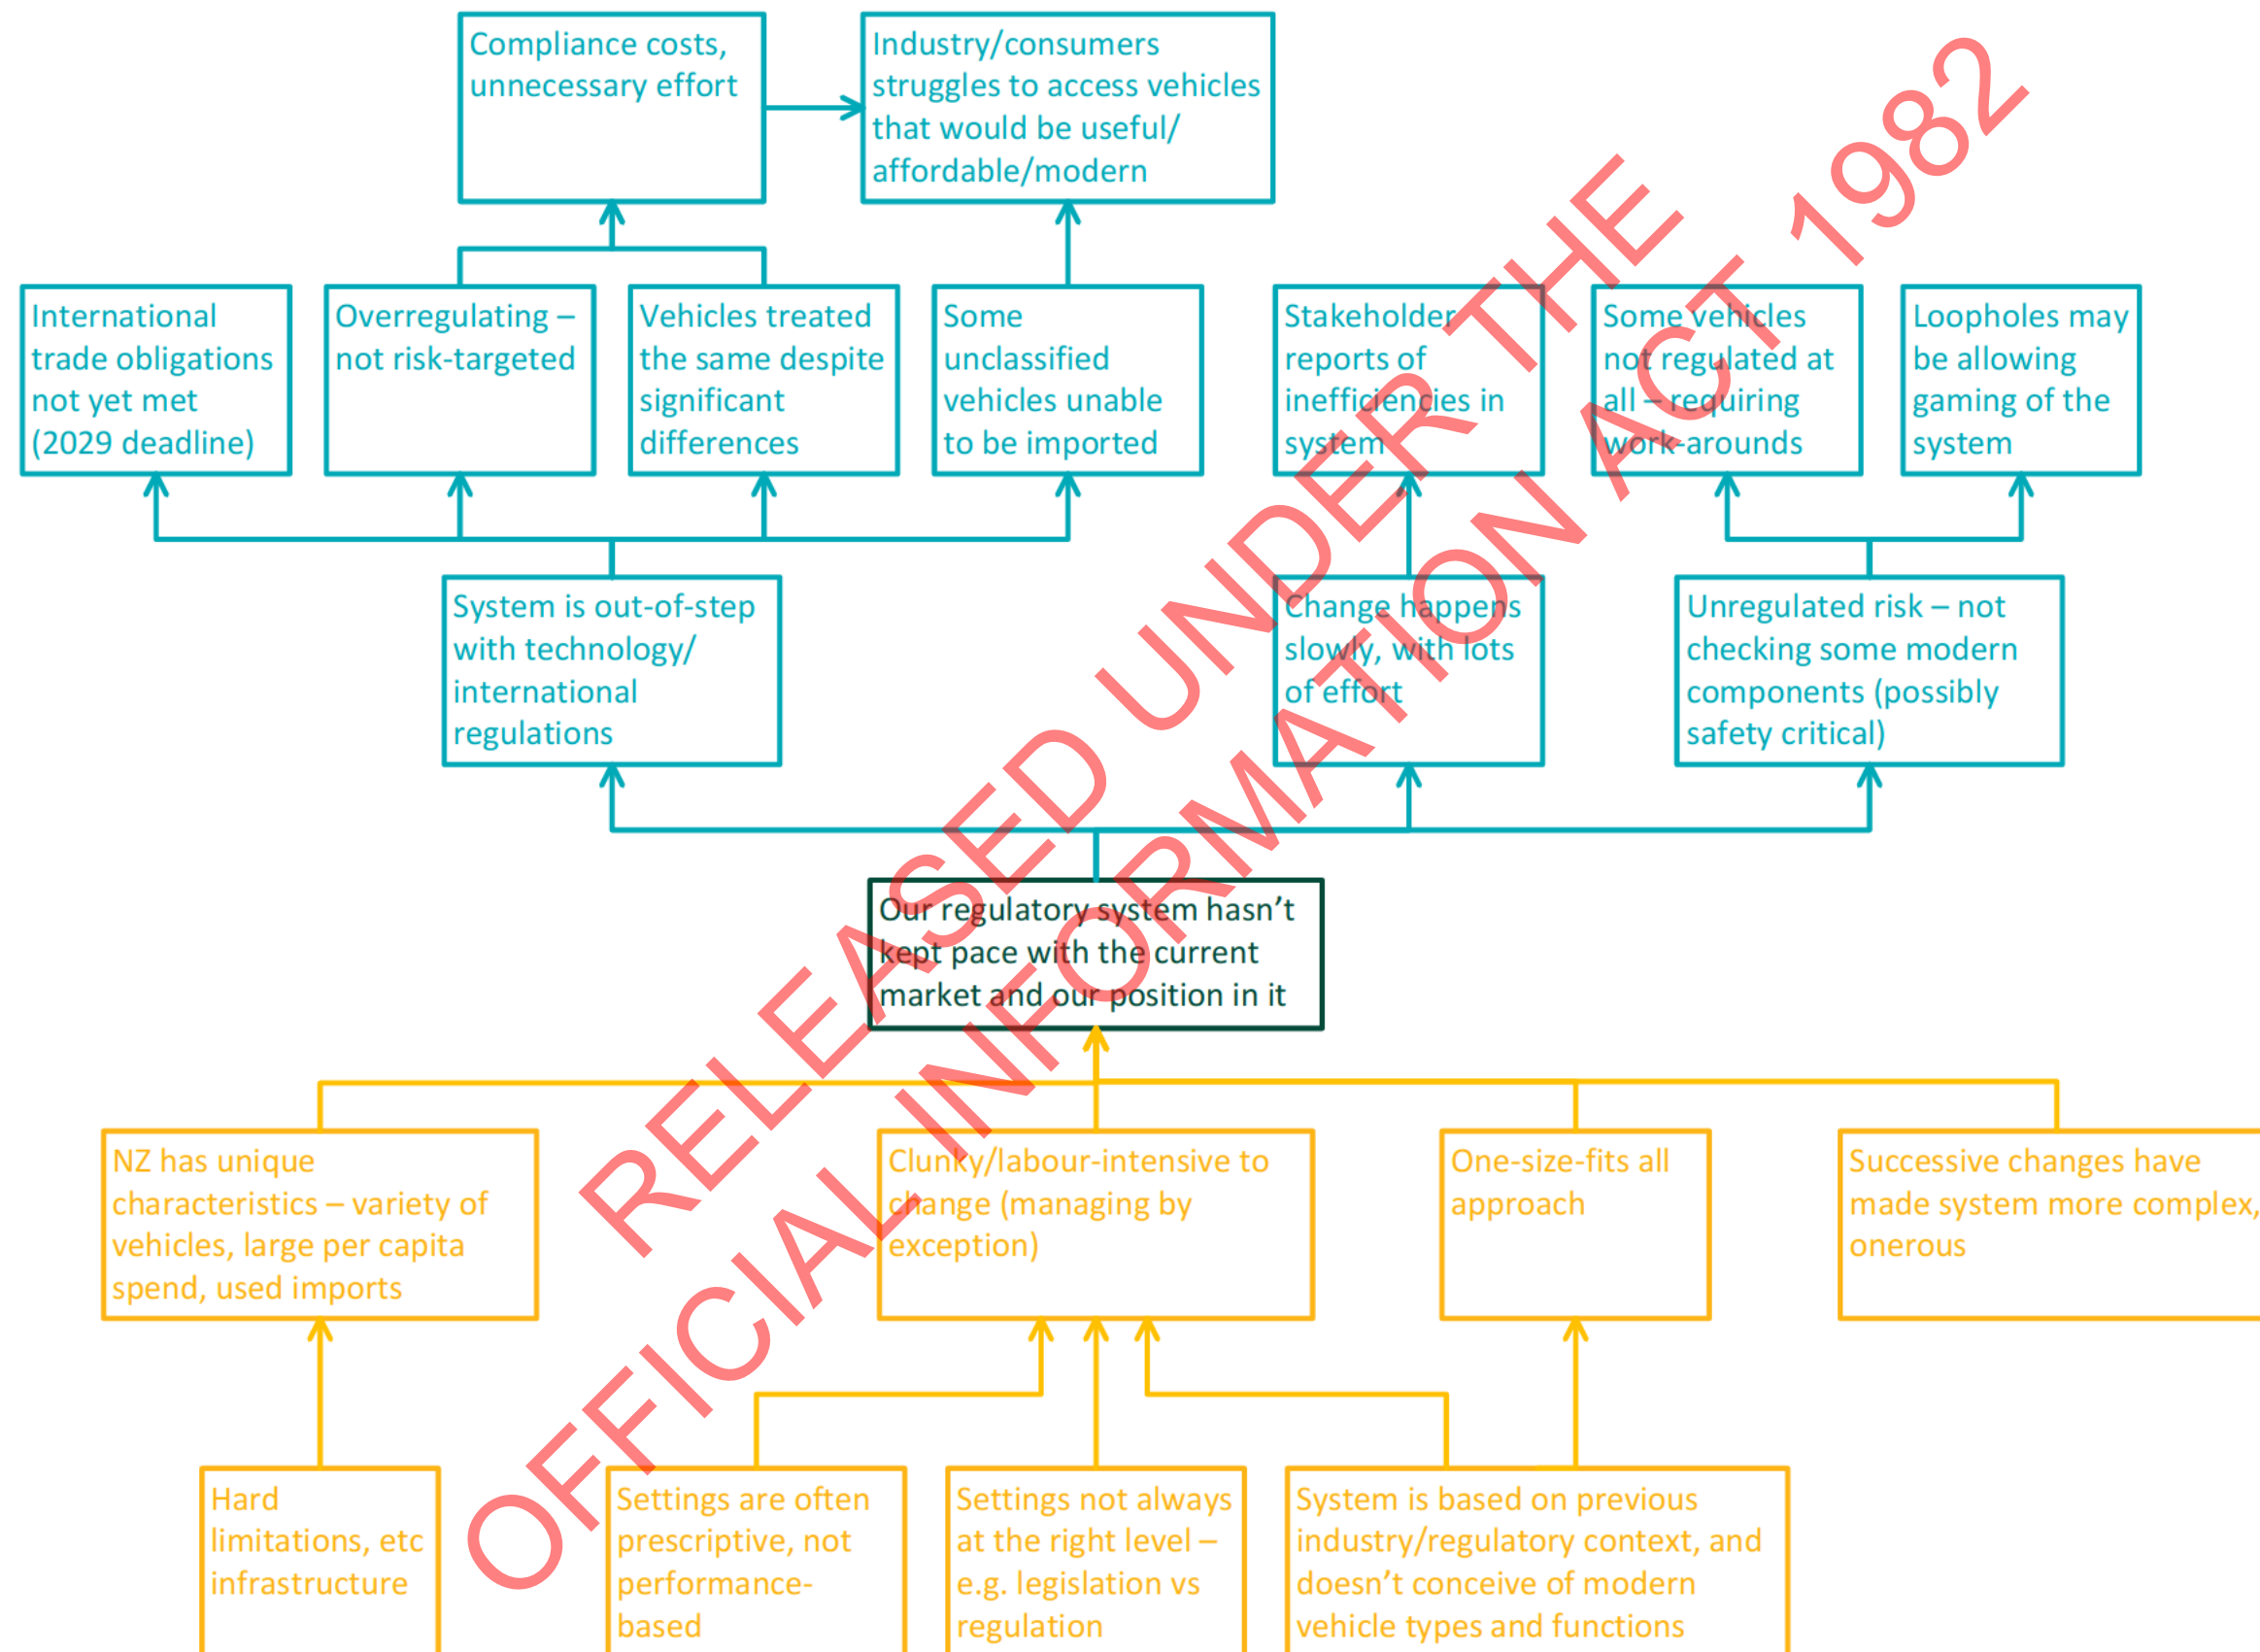 Compliance costs,
unnecessary effort
Industry/consumers
struggles to access vehicles
that would be useful/
affordable/modern
International
trade obligations
not yet met
(2029 deadline)
Overregulating –
not risk-targeted
Vehicles treated
the same despite
significant
differences
Some
unclassified
vehicles unable
to be imported
Stakeholder
reports of
inefficiencies in
system
Some vehicles
not regulated at
all – requiring
work-arounds
Loopholes may
be allowing
gaming of the
system
System is out-of-step
with technology/
international
regulations
Change happens
slowly, with lots
of effort
Unregulated risk – not
checking some modern
components (possibly
safety critical)
Our regulatory system hasn't
kept pace with the current
market and our position in it
NZ has unique
characteristics – variety of
vehicles, large per capita
spend, used imports
Clunky/labour-intensive to
change (managing by
exception)
One-size-fits all
approach
Successive changes have
made system more complex,
onerous
Hard
limitations, etc
infrastructure
Settings are often
prescriptive, not
performance-
based
Settings not always
at the right level –
e.g. legislation vs
regulation
System is based on previous
industry/regulatory context, and
doesn't conceive of modern
vehicle types and functions
RELEASED UNDER THE
OFFICIAL INFORMATION ACT 1982